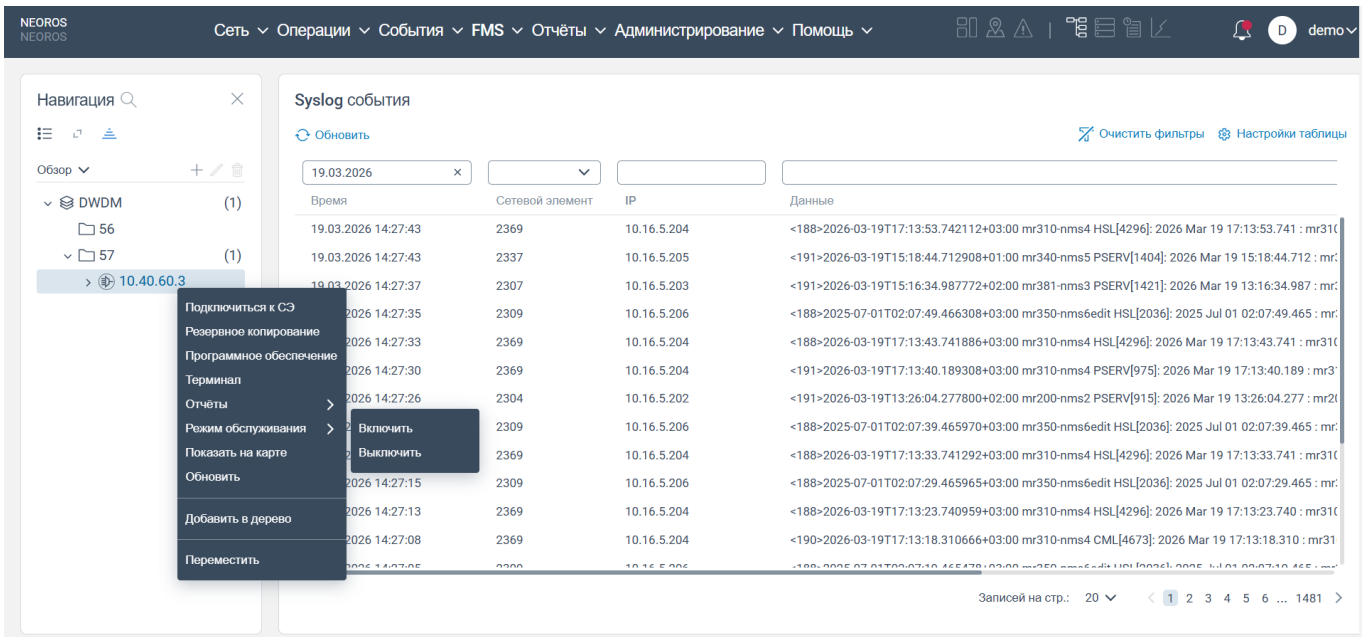 NEOROS
NEOROS
Сеть Операции События FMS Отчёты Администрирование Помощь D demo
Навигация
Обзор
DWDM (1)
56
57 (1)
10.40.60.3
Подключиться к СЭ
Резервное копирование
Программное обеспечение
Терминал
Отчёты
Режим обслуживания
Показать на карте
Обновить
Добавить в дерево
Переместить
Включить
Выключить
Syslog события
Обновить Очистить фильтры Настройки таблицы
19.03.2026
Время Сетевой элемент IP Данные
19.03.2026 14:27:43 2369 10.16.5.204 <188>2026-03-19T17:13:53.742112+03:00 mr310-nms4 HSL[4296]: 2026 Mar 19 17:13:53.741 : mr310
19.03.2026 14:27:43 2337 10.16.5.205 <191>2026-03-19T15:18:44.712908+01:00 mr340-nms5 PSERV[1404]: 2026 Mar 19 15:18:44.712 :
19.03.2026 14:27:37 2307 10.16.5.203 <191>2026-03-19T15:16:34.987772+02:00 mr381-nms3 PSERV[1421]: 2026 Mar 19 13:16:34.987 :
2026 14:27:35 2309 10.16.5.206 <188>2025-07-01T02:07:49.466308+03:00 mr350-nms6edit HSL[2036]: 2025 Jul 01 02:07:49.465 :
2026 14:27:33 2369 10.16.5.204 <188>2026-03-19T17:13:43.741886+03:00 mr310-nms4 HSL[4296]: 2026 Mar 19 17:13:43.741 : mr310
2026 14:27:30 2369 10.16.5.204 <191>2026-03-19T17:13:40.189308+03:00 mr310-nms4 PSERV[975]: 2026 Mar 19 17:13:40.189 :
2026 14:27:26 2304 10.16.5.202 <191>2026-03-19T13:26:04.277800+02:00 mr200-nms2 PSERV[915]: 2026 Mar 19 13:26:04.277 :
2309 10.16.5.206 <188>2025-07-01T02:07:39.465970+03:00 mr350-nms6edit HSL[2036]: 2025 Jul 01 02:07:39.465 :
2369 10.16.5.204 <188>2026-03-19T17:13:33.741292+03:00 mr310-nms4 HSL[4296]: 2026 Mar 19 17:13:33.741 : mr310
2026 14:27:15 2309 10.16.5.206 <188>2025-07-01T02:07:29.465965+03:00 mr350-nms6edit HSL[2036]: 2025 Jul 01 02:07:29.465 :
2026 14:27:13 2369 10.16.5.204 <188>2026-03-19T17:13:23.740959+03:00 mr310-nms4 HSL[4296]: 2026 Mar 19 17:13:23.740 : mr310
2026 14:27:08 2369 10.16.5.204 <190>2026-03-19T17:13:18.310666+03:00 mr310-nms4 CML[4673]: 2026 Mar 19 17:13:18.310 : mr31
Записей на стр.: 20 1 2 3 4 5 6 ... 1481